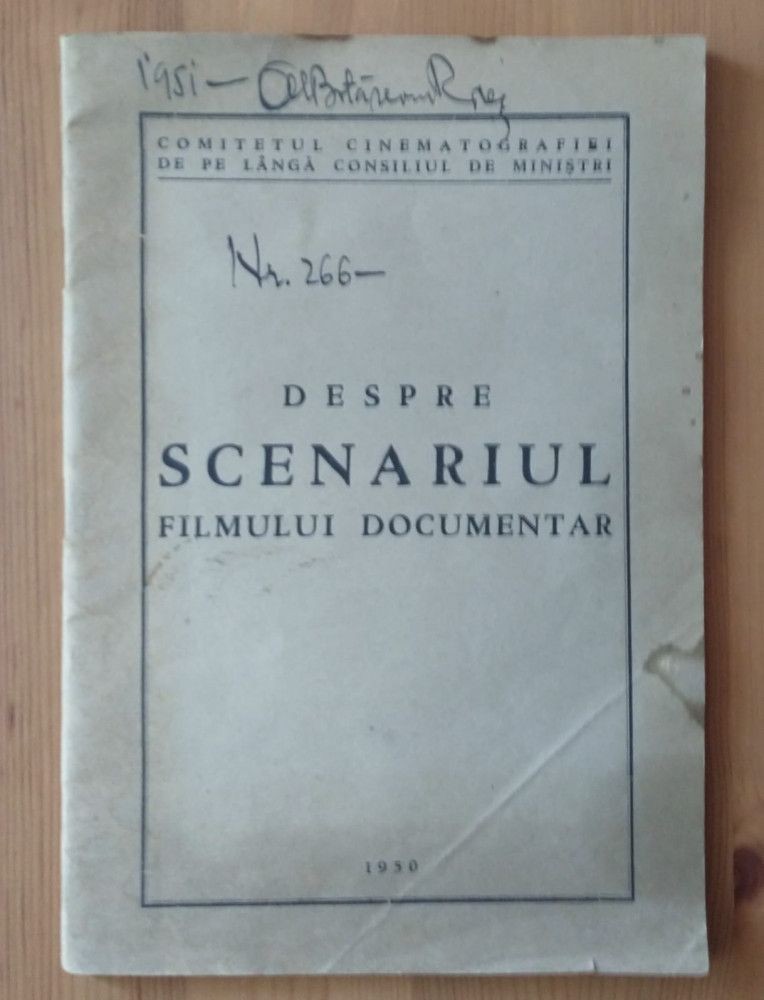 1951 —
COMITETUL CINEMATOGRAFIEI
DE PE LÂNGĂ CONSILIUL DE MINIȘTRI
Nr. 266 —
DESPRE
SCENARIUL
FILMULUI DOCUMENTAR
1950